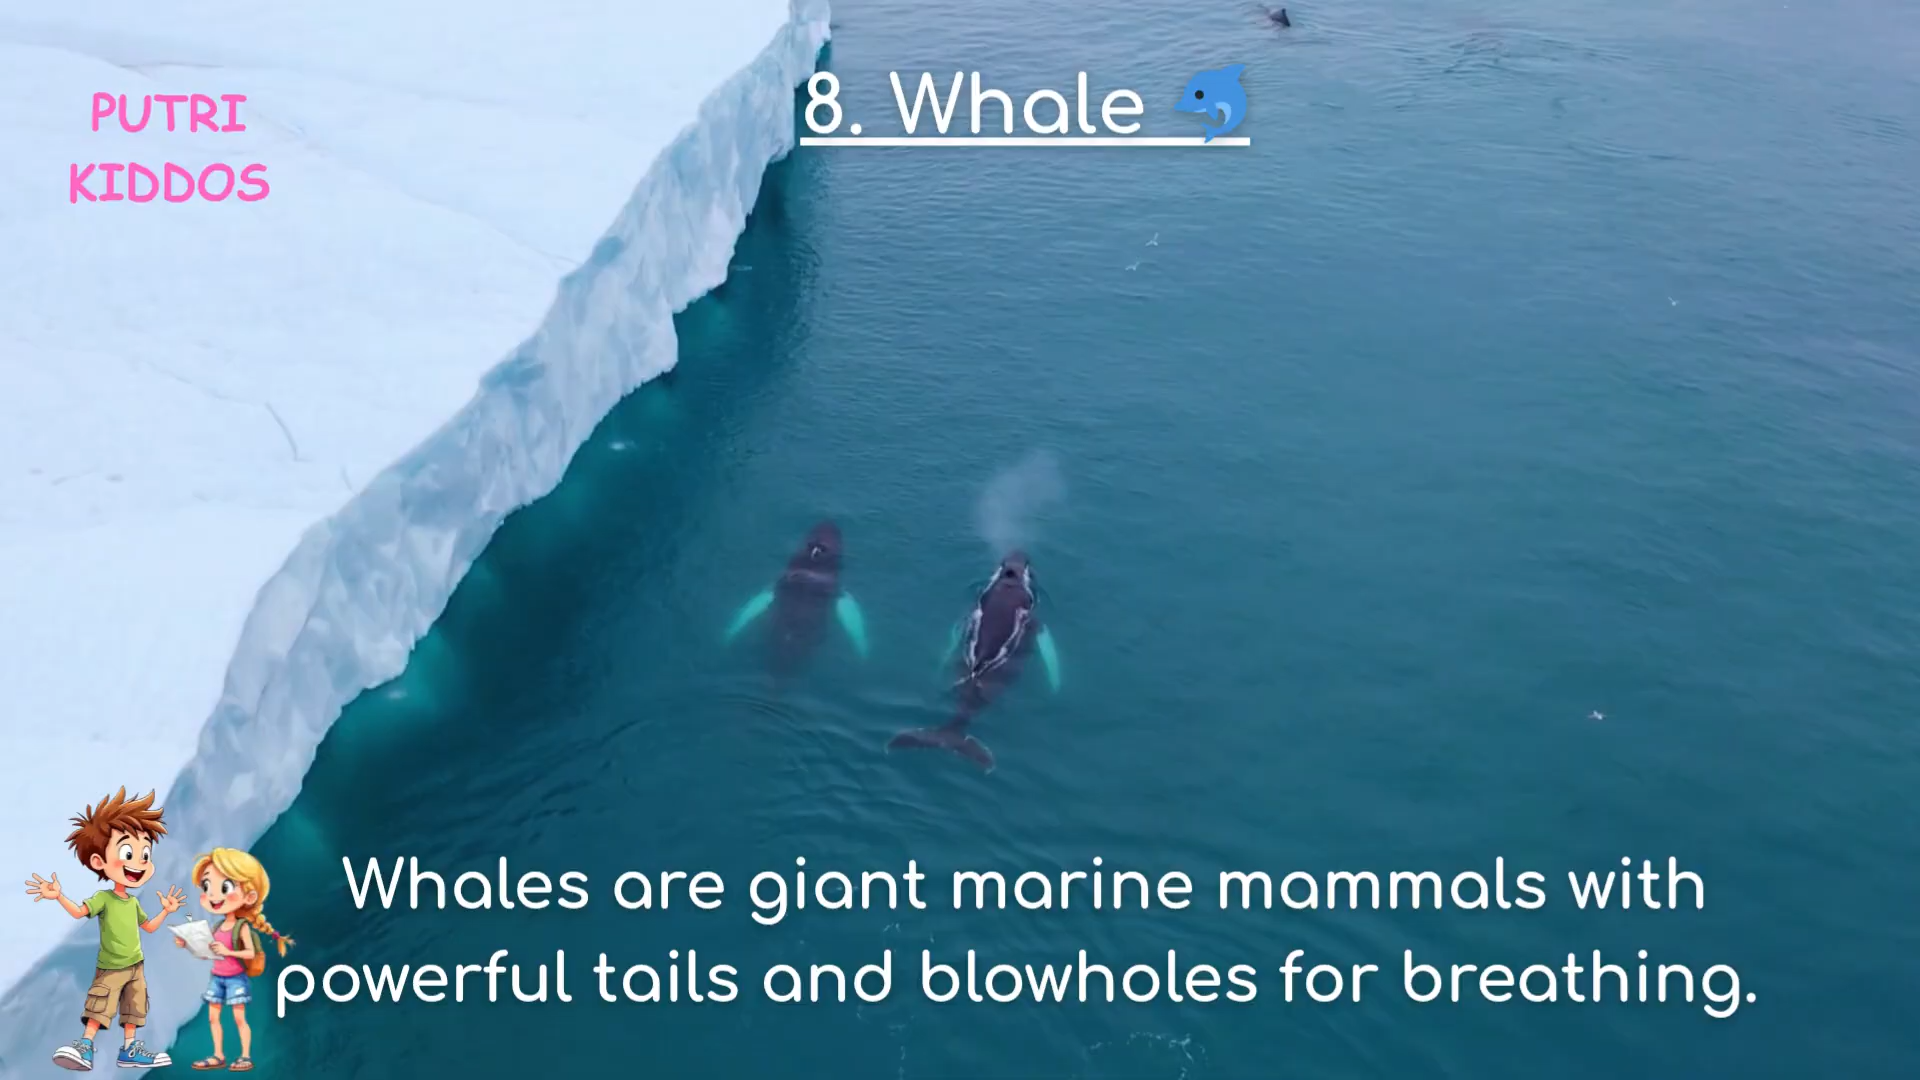 PUTRI
KIDDOS
8. Whale 🐬
Whales are giant marine mammals with
powerful tails and blowholes for breathing.